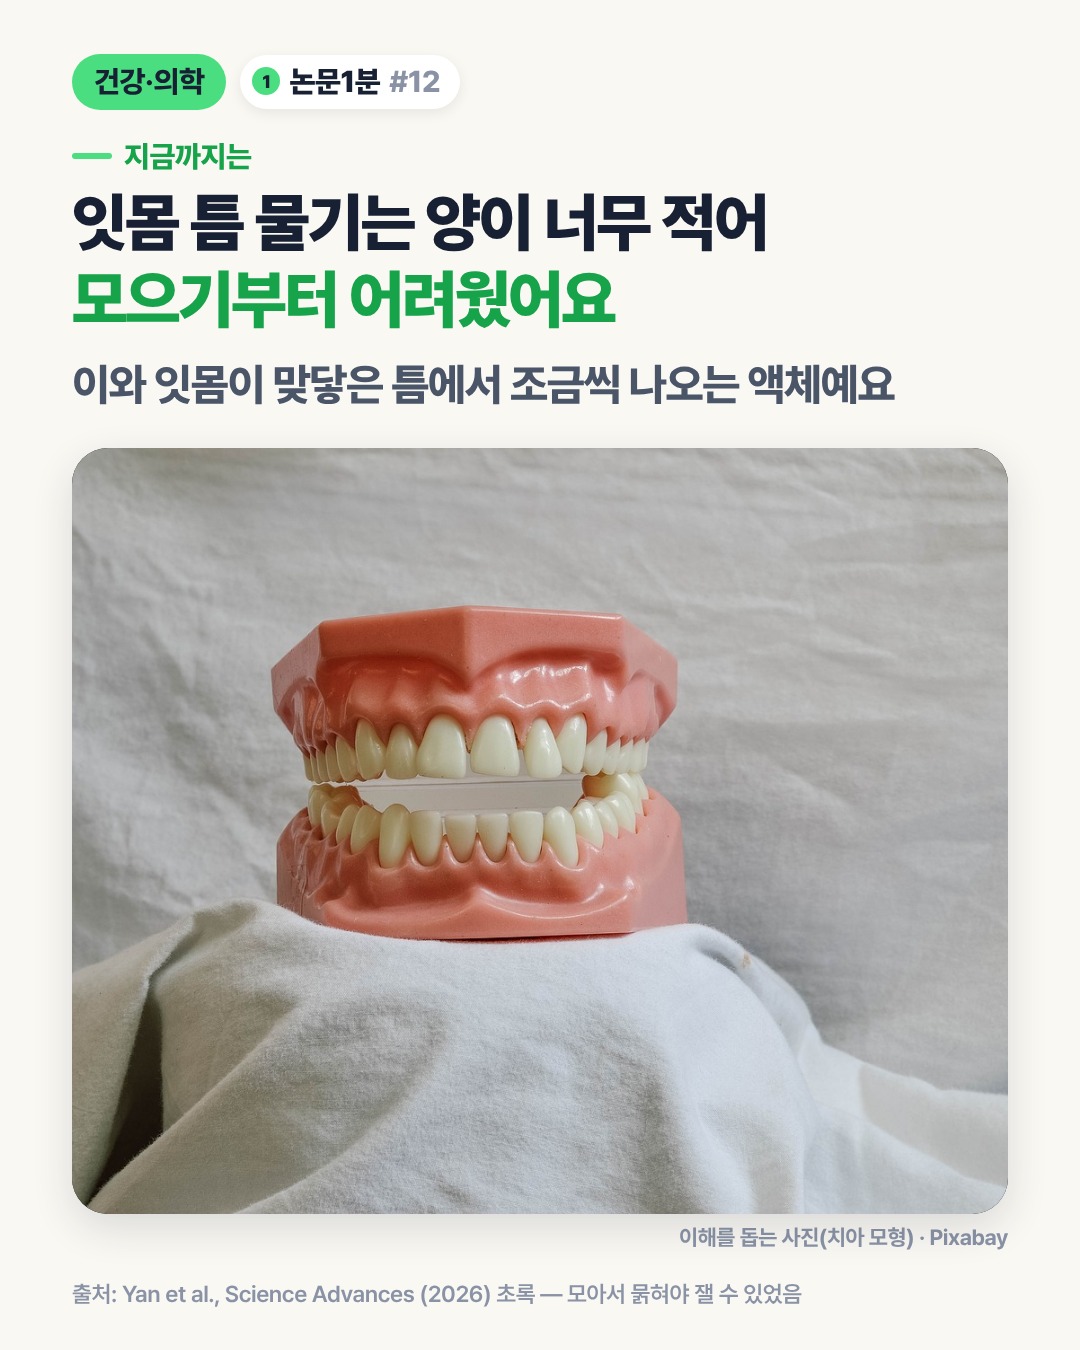 건강·의학
1 논문1분 #12
지금까지는
잇몸 틈 물기는 양이 너무 적어
모으기부터 어려웠어요
이와 잇몸이 맞닿은 틈에서 조금씩 나오는 액체예요
이해를 돕는 사진(치아 모형) · Pixabay
출처: Yan et al., Science Advances (2026) 초록 — 모아서 묽혀야 잴 수 있었음